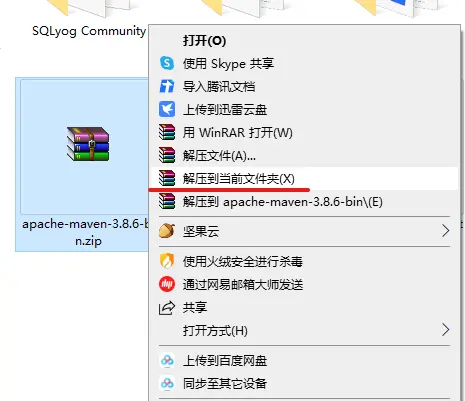 SQLyog Community
打开(O)
使用 Skype 共享
导入腾讯文档
上传到迅雷云盘
用 WinRAR 打开(W)
解压文件(A)...
解压到当前文件夹(X)
解压到 apache-maven-3.8.6-bin\(E)
apache-maven-3.8.6-b
n.zip
坚果云
使用火绒安全进行杀毒
通过网易邮箱大师发送
共享
打开方式(H)
上传到百度网盘
同步至其它设备